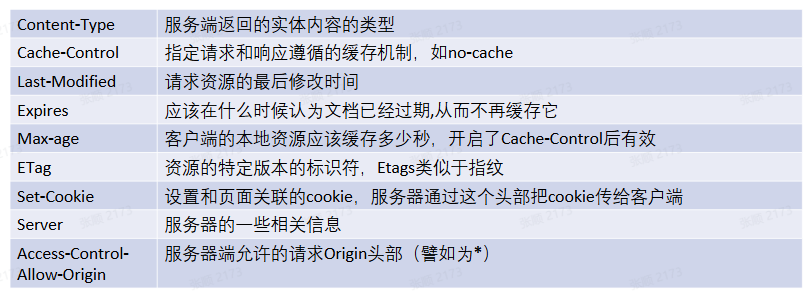 Content-Type 服务端返回的实体内容的类型
Cache-Control 指定请求和响应遵循的缓存机制，如no-cache
Last-Modified 请求资源的最后修改时间
Expires 应该在什么时候认为文档已经过期,从而不再缓存它
Max-age 客户端的本地资源应该缓存多少秒，开启了Cache-Control后有效
ETag 资源的特定版本的标识符，Etags类似于指纹
Set-Cookie 设置和页面关联的cookie，服务器通过这个头部把cookie传给客户端
Server 服务器的一些相关信息
Access-Control- 服务器端允许的请求Origin头部（譬如为*）
Allow-Origin